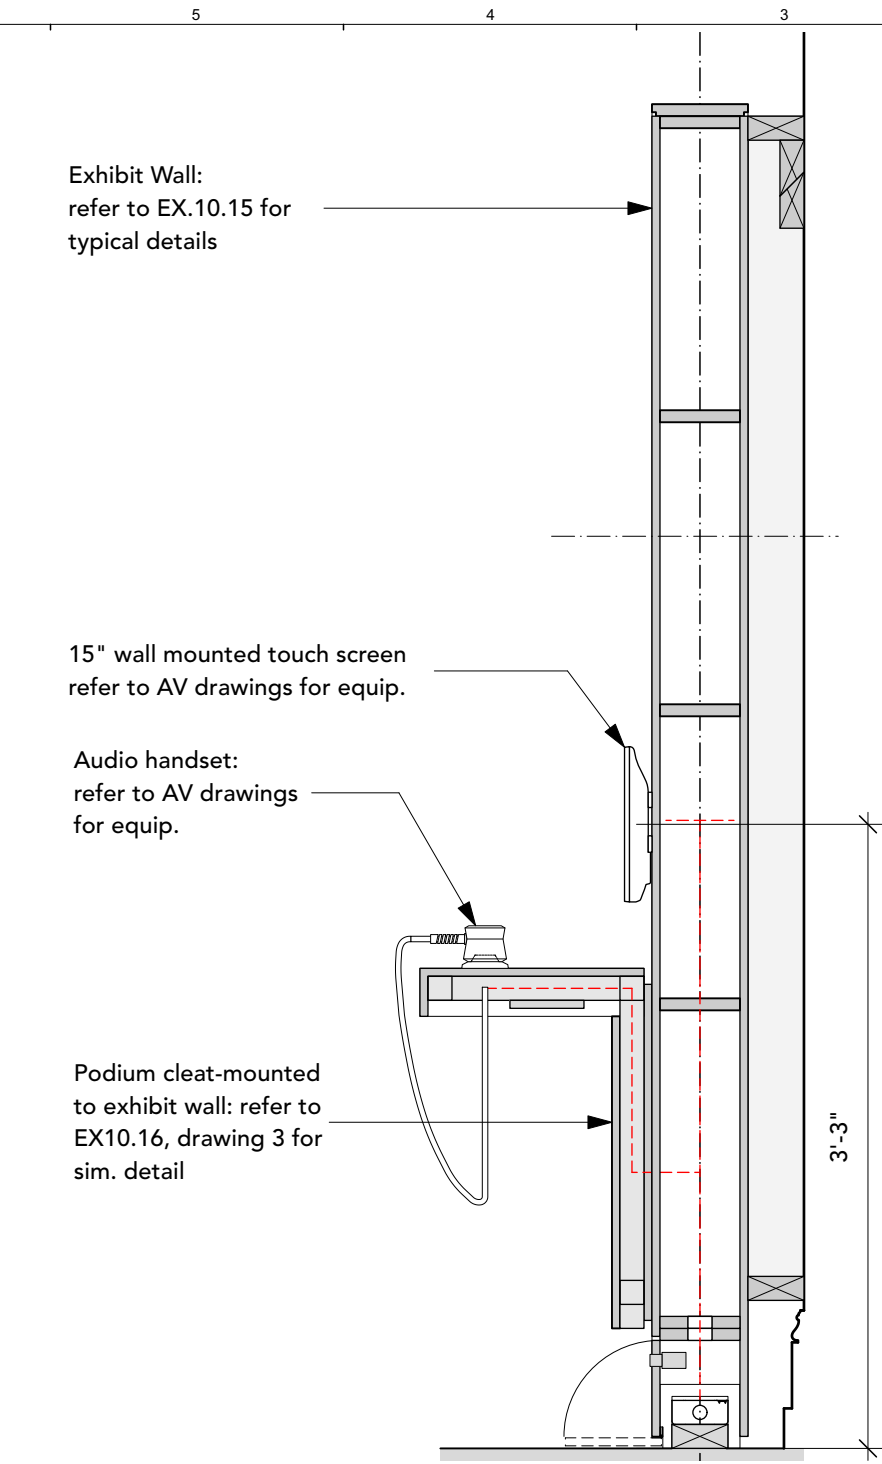 5 4 3
Exhibit Wall:
refer to EX.10.15 for
typical details
15" wall mounted touch screen
refer to AV drawings for equip.
Audio handset:
refer to AV drawings
for equip.
Podium cleat-mounted
to exhibit wall: refer to
EX10.16, drawing 3 for
sim. detail
3'-3"